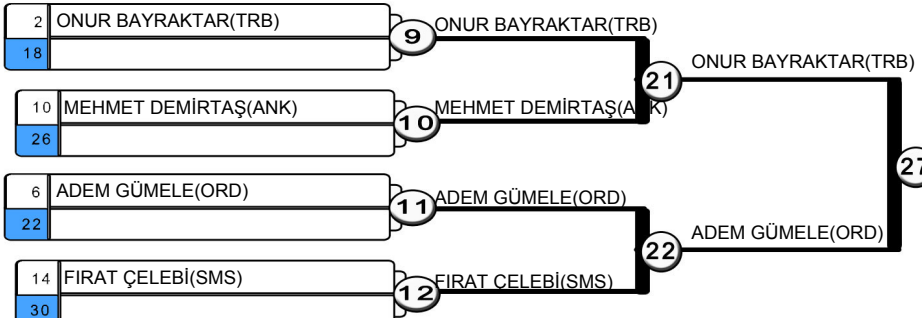 2 ONUR BAYRAKTAR(TRB)
18
9 ONUR BAYRAKTAR(TRB)
21 ONUR BAYRAKTAR(TRB)
10 MEHMET DEMİRTAŞ(ANK)
26
10 MEHMET DEMİRTAŞ(ANK)
27
6 ADEM GÜMELE(ORD)
22
11 ADEM GÜMELE(ORD)
22 ADEM GÜMELE(ORD)
14 FIRAT ÇELEBİ(SMS)
30
12 FIRAT ÇELEBİ(SMS)